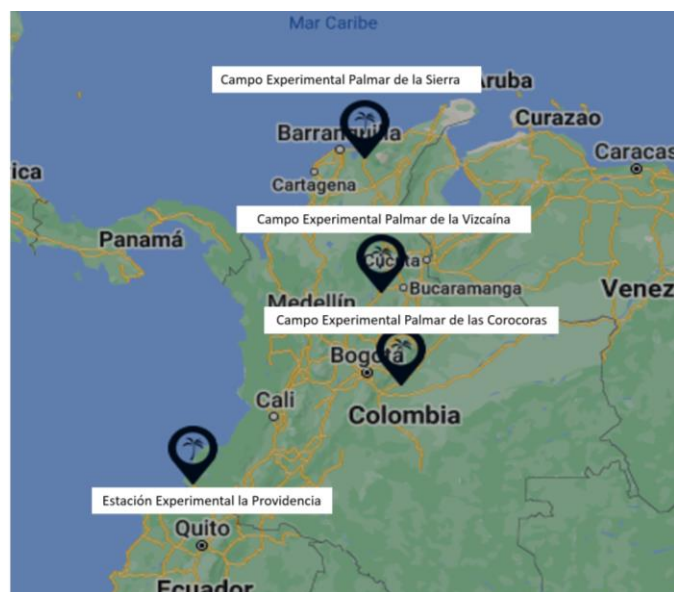 Mar Caribe
Campo Experimental Palmar de la Sierra
Aruba
Barranquilla
Curazao
Caracas
Cartagena
ica
Campo Experimental Palmar de la Vizcaína
Panamá
Cúcuta
Bucaramanga
Medellín
Venez
Campo Experimental Palmar de las Corocoras
Bogotá
Cali
Colombia
Estación Experimental la Providencia
Quito
Ecuador